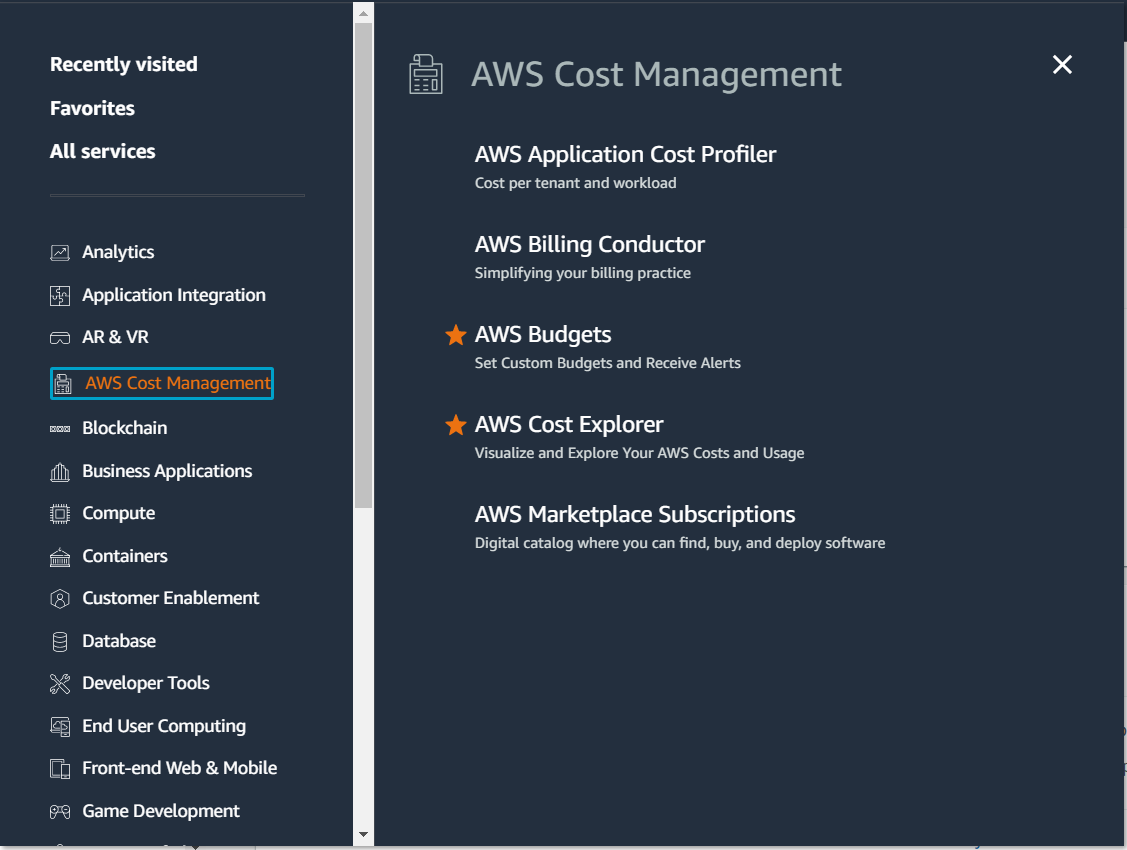 Recently visited
Favorites
All services
Analytics
Application Integration
AR & VR
AWS Cost Management
Blockchain
Business Applications
Compute
Containers
Customer Enablement
Database
Developer Tools
End User Computing
Front-end Web & Mobile
Game Development
AWS Cost Management
AWS Application Cost Profiler
Cost per tenant and workload
AWS Billing Conductor
Simplifying your billing practice
AWS Budgets
Set Custom Budgets and Receive Alerts
AWS Cost Explorer
Visualize and Explore Your AWS Costs and Usage
AWS Marketplace Subscriptions
Digital catalog where you can find, buy, and deploy software